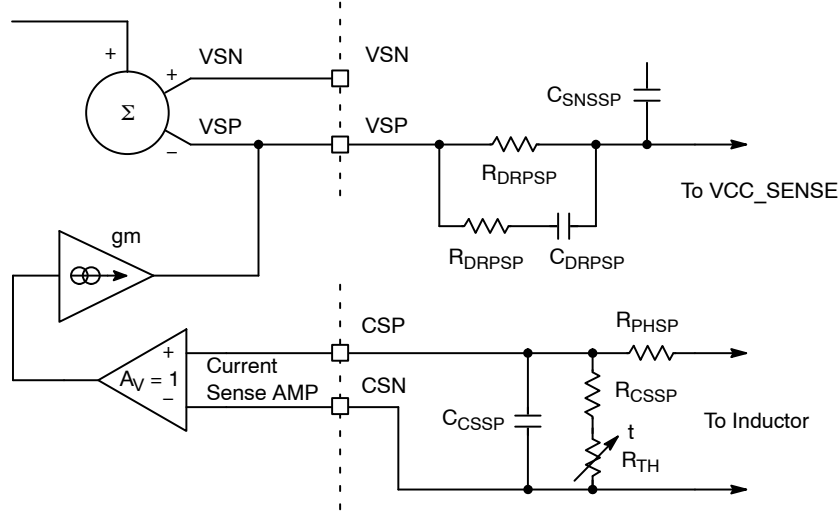 +
VSN
VSN
+
Σ
VSP
VSP
−
CSNSSP
RDRPSP
To VCC_SENSE
RDRPSP
CDRPSP
gm
CSP
RPHSP
+
AV = 1
−
Current
Sense AMP
CSN
CCSSP
RCSSP
t
RTH
To Inductor